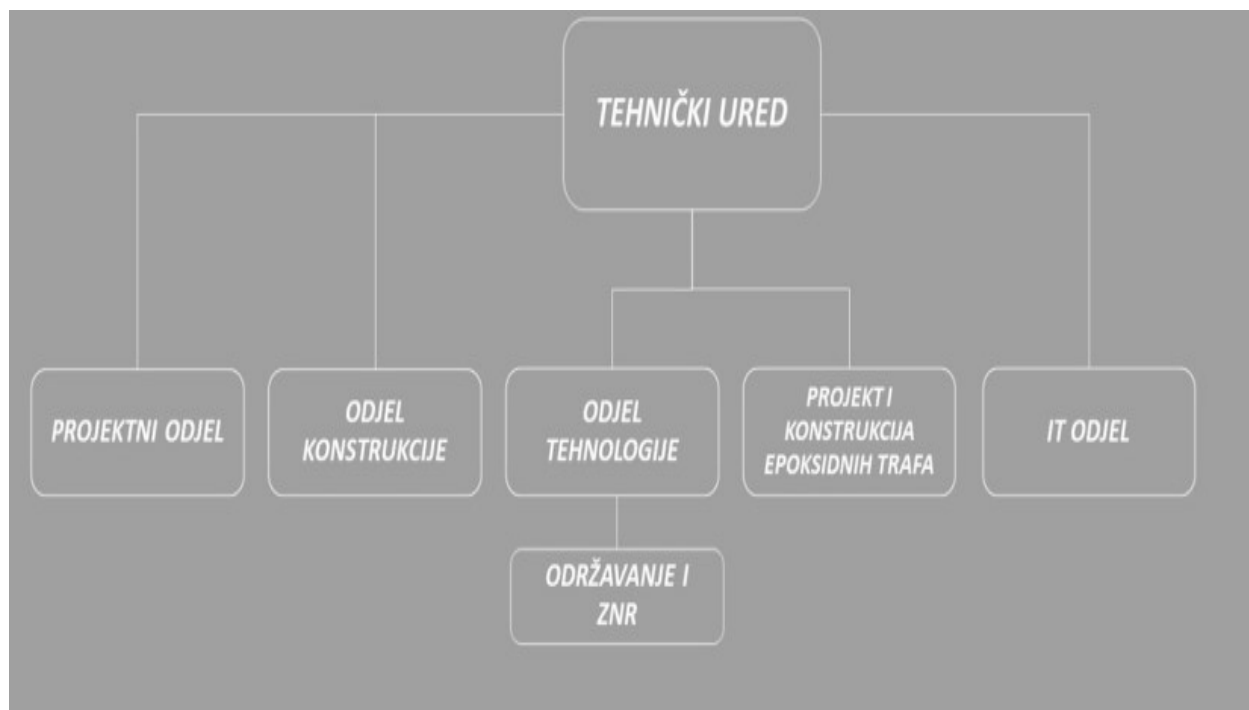 TEHNIČKI URED
PROJEKTNI ODJEL
ODJEL
KONSTRUKCIJE
ODJEL
TEHNOLOGIJE
PROJEKT I
KONSTRUKCIJA
EPOKSIDNIH TRAFA
IT ODJEL
ODRŽAVANJE I
ZNR